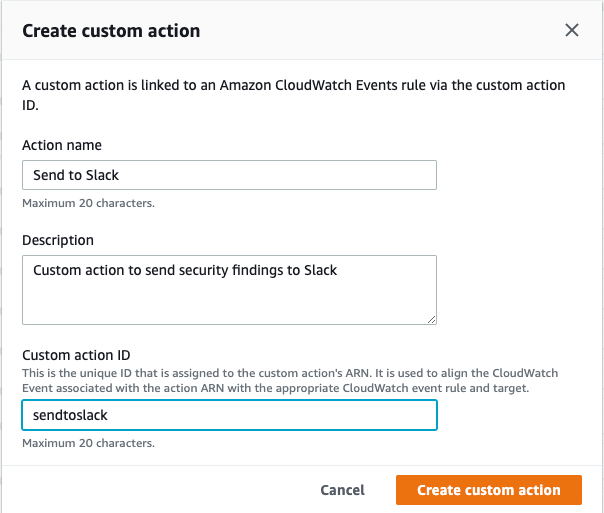 Create custom action
A custom action is linked to an Amazon CloudWatch Events rule via the custom action
ID.
Action name
Send to Slack
Maximum 20 characters.
Description
Custom action to send security findings to Slack
Custom action ID
This is the unique ID that is assigned to the custom action's ARN. It is used to align the CloudWatch
Event associated with the action ARN with the appropriate CloudWatch event rule and target.
sendtoslack
Maximum 20 characters.
Cancel Create custom action